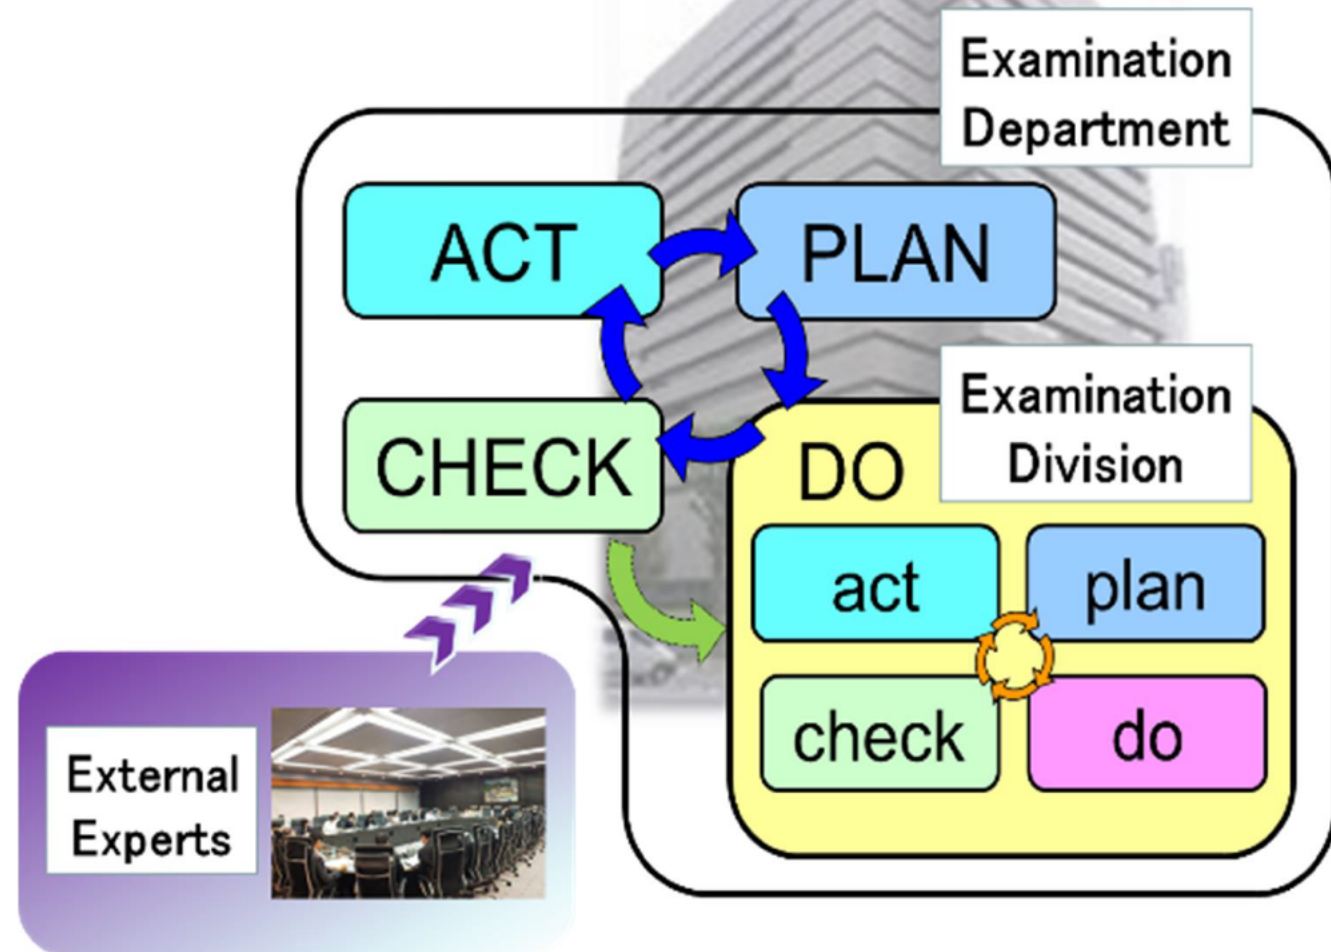 Examination
Department
ACT
PLAN
Examination
Division
CHECK
DO
act
plan
check
do
External
Experts